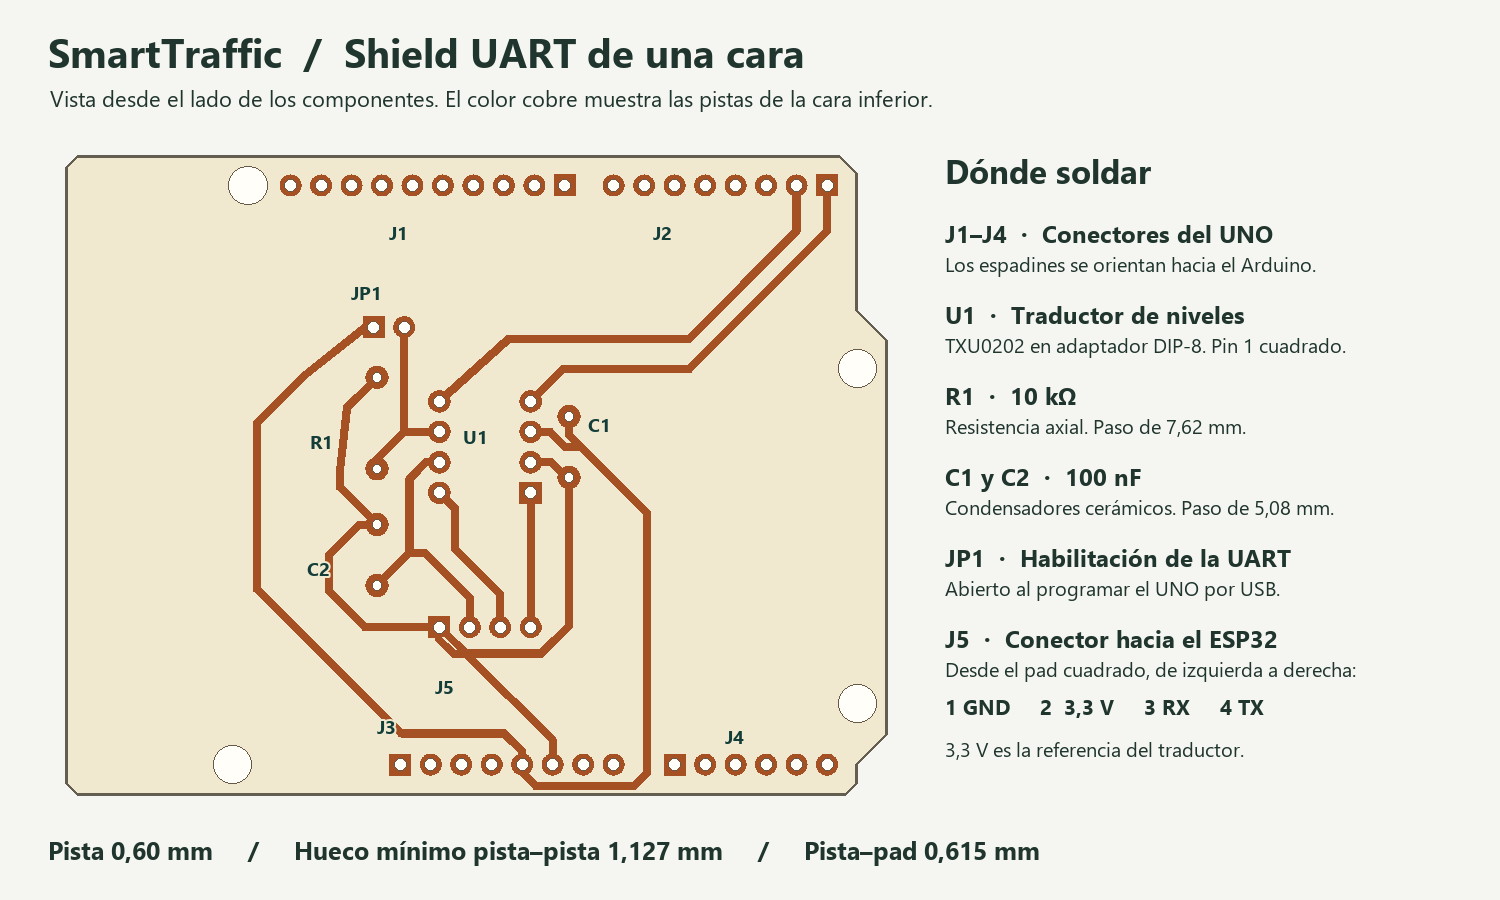 SmartTraffic / Shield UART de una cara
Vista desde el lado de los componentes. El color cobre muestra las pistas de la cara inferior.
J1
J2
JP1
R1
U1
C1
C2
J5
J3
J4
Dónde soldar
J1–J4 · Conectores del UNO
Los espadines se orientan hacia el Arduino.
U1 · Traductor de niveles
TXU0202 en adaptador DIP-8. Pin 1 cuadrado.
R1 · 10 kΩ
Resistencia axial. Paso de 7,62 mm.
C1 y C2 · 100 nF
Condensadores cerámicos. Paso de 5,08 mm.
JP1 · Habilitación de la UART
Abierto al programar el UNO por USB.
J5 · Conector hacia el ESP32
Desde el pad cuadrado, de izquierda a derecha:
1 GND 2 3,3 V 3 RX 4 TX
3,3 V es la referencia del traductor.
Pista 0,60 mm / Hueco mínimo pista–pista 1,127 mm / Pista–pad 0,615 mm